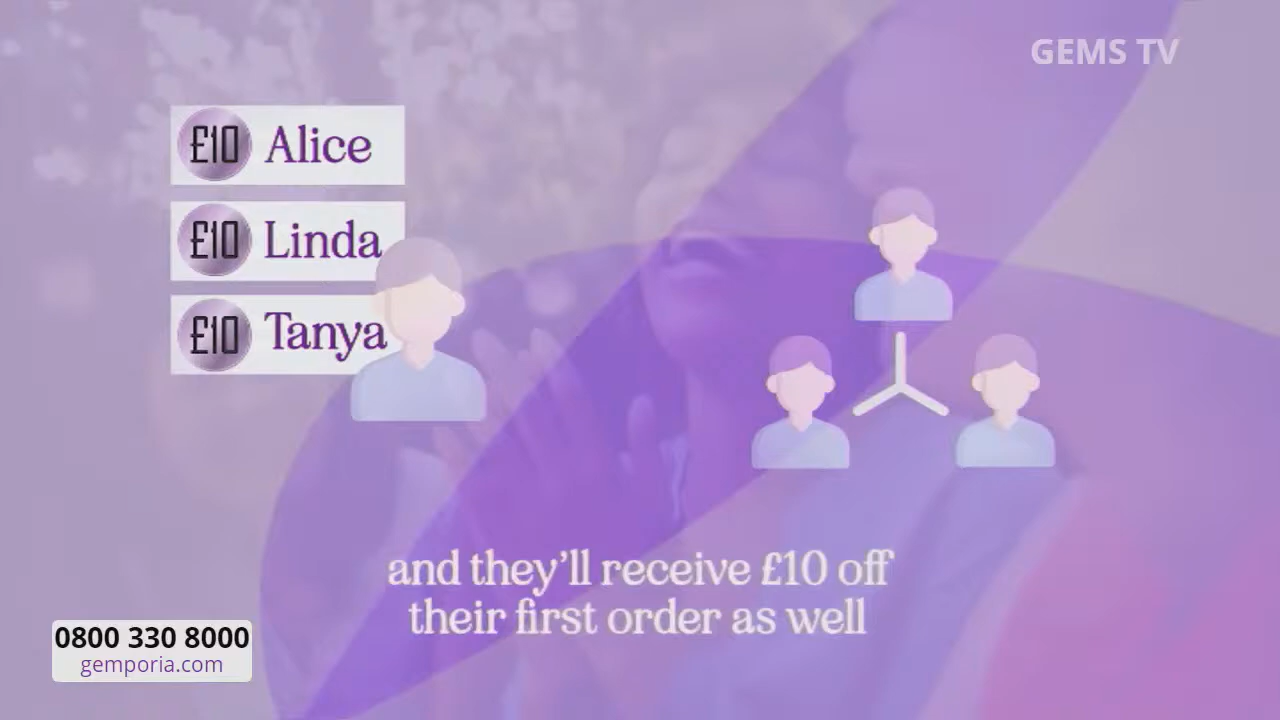 GEMS TV
£10 Alice
£10 Linda
£10 Tanya
and they'll receive £10 off
their first order as well
0800 330 8000
gemporia.com